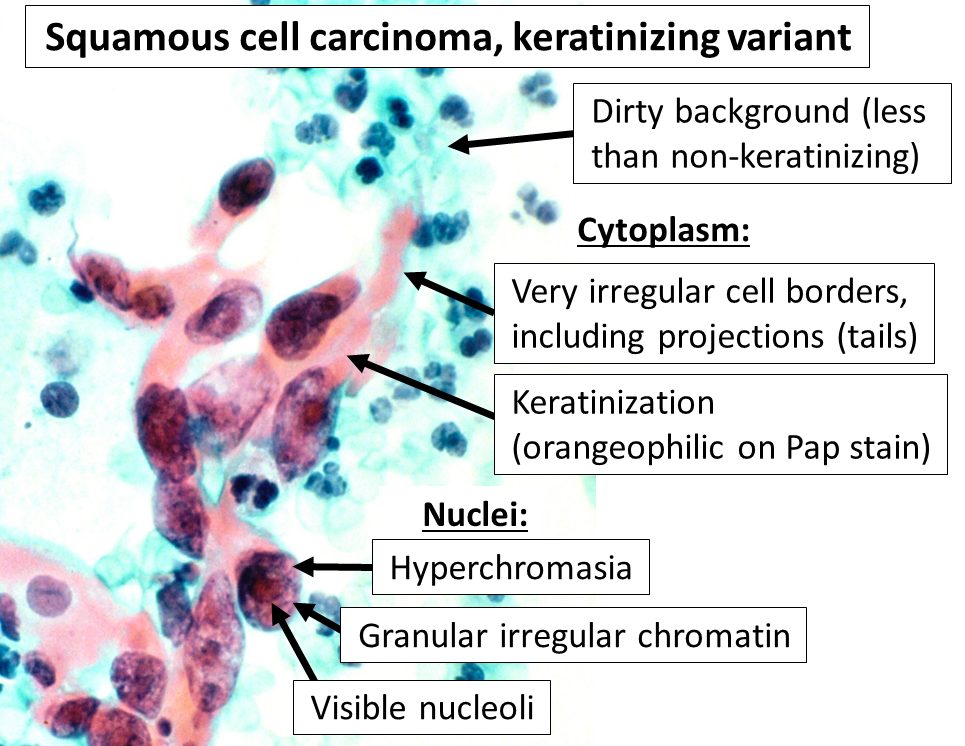 Squamous cell carcinoma, keratinizing variant
Dirty background (less
than non-keratinizing)
Cytoplasm:
Very irregular cell borders,
including projections (tails)
Keratinization
(orangeophilic on Pap stain)
Nuclei:
Hyperchromasia
Granular irregular chromatin
Visible nucleoli